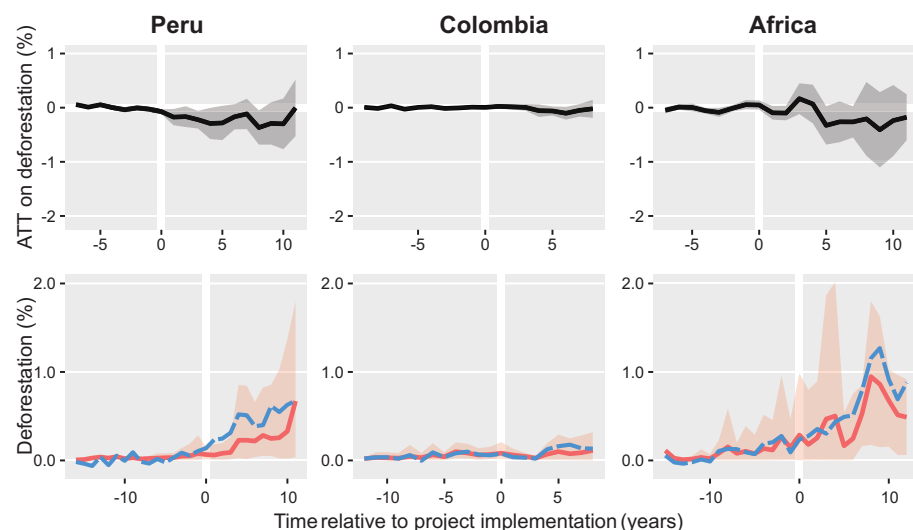 Peru Colombia Africa
ATT on deforestation (%)
1 1 1
0 0 0
-1 -1 -1
-2 -2 -2
-5 0 5 10 -5 0 5 -5 0 5 10
Deforestation (%)
2.0 2.0 2.0
1.0 1.0 1.0
0.0 0.0 0.0
-10 0 10 -10 -5 0 5 -10 0 10
Time relative to project implementation (years)